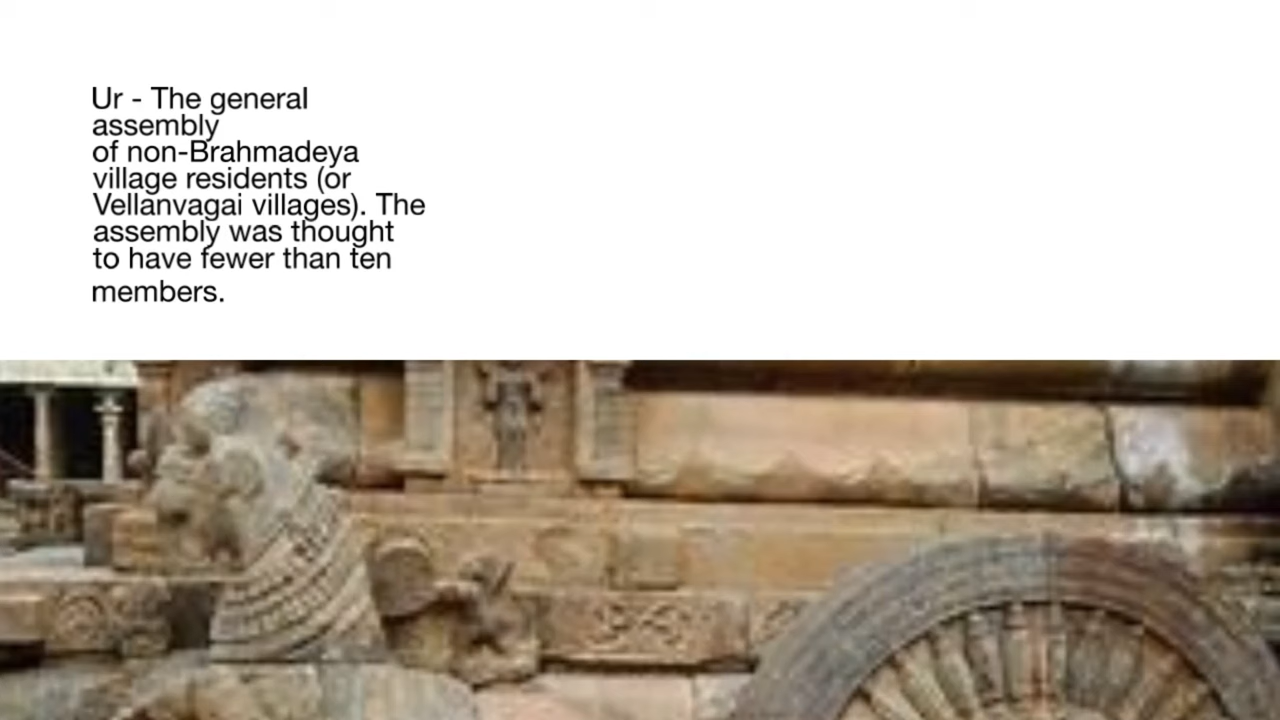 Ur - The general
assembly
of non-Brahmadeya
village residents (or
Vellanvagai villages). The
assembly was thought
to have fewer than ten
members.